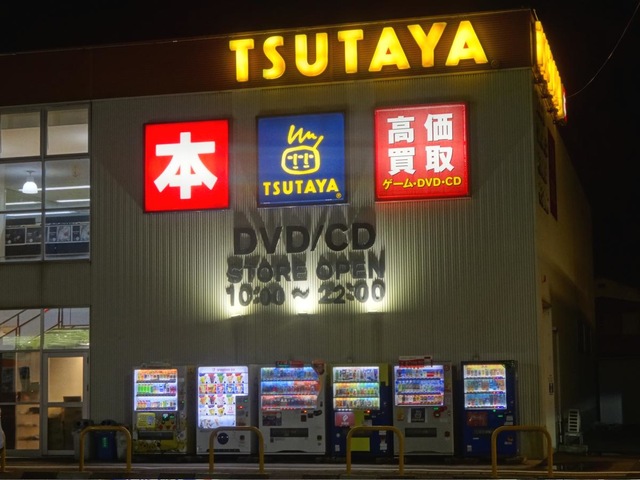 TSUTAYA
本
TSUTAYA
高価
買取
ゲーム・DVD・CD
DVD/CD
STORE OPEN
10:00～22:00